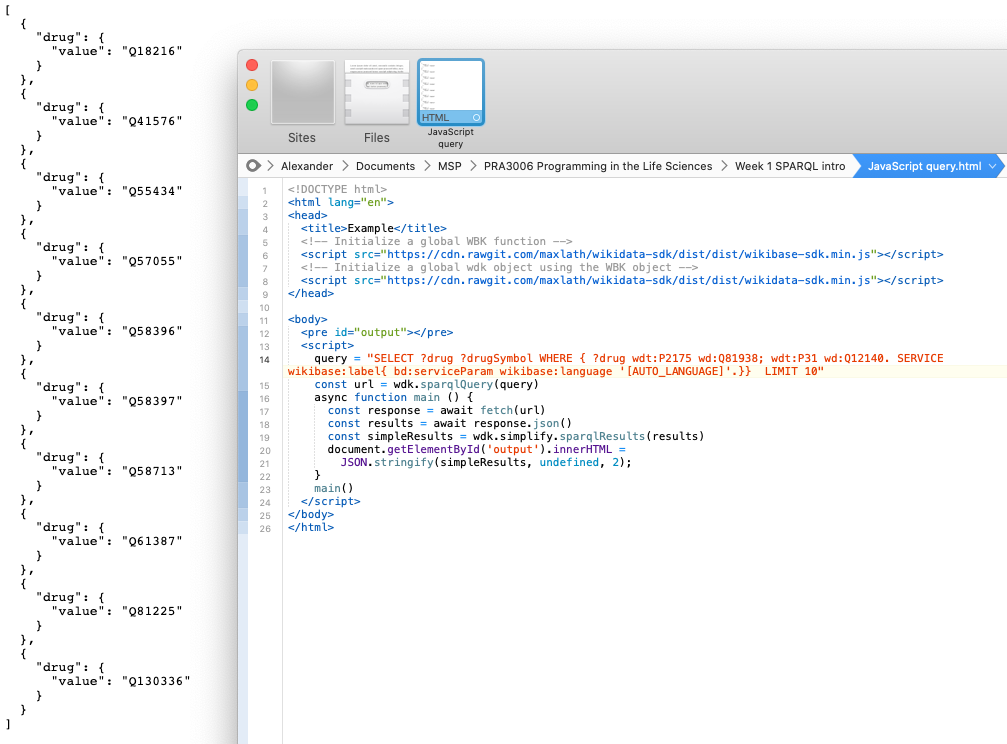 [
  {
    "drug": {
      "value": "Q18216"
    }
  },
  {
    "drug": {
      "value": "Q41576"
    }
  },
  {
    "drug": {
      "value": "Q55434"
    }
  },
  {
    "drug": {
      "value": "Q57055"
    }
  },
  {
    "drug": {
      "value": "Q58396"
    }
  },
  {
    "drug": {
      "value": "Q58397"
    }
  },
  {
    "drug": {
      "value": "Q58713"
    }
  },
  {
    "drug": {
      "value": "Q61387"
    }
  },
  {
    "drug": {
      "value": "Q81225"
    }
  },
  {
    "drug": {
      "value": "Q130336"
    }
  }
]
Sites
Files
HTML
JavaScript
query
Alexander > Documents > MSP > PRA3006 Programming in the Life Sciences > Week 1 SPARQL intro JavaScript query.html
1 <!DOCTYPE html>
2 <html lang="en">
3 <head>
4   <title>Example</title>
5   <!-- Initialize a global WBK function -->
6   <script src="https://cdn.rawgit.com/maxlath/wikidata-sdk/dist/dist/wikibase-sdk.min.js"></script>
7   <!-- Initialize a global wdk object using the WBK object -->
8   <script src="https://cdn.rawgit.com/maxlath/wikidata-sdk/dist/dist/wikidata-sdk.min.js"></script>
9 </head>
10
11 <body>
12   <pre id="output"></pre>
13   <script>
14     query = "SELECT ?drug ?drugSymbol WHERE { ?drug wdt:P2175 wd:Q81938; wdt:P31 wd:Q12140. SERVICE
wikibase:label{ bd:serviceParam wikibase:language '[AUTO_LANGUAGE]'.}}  LIMIT 10"
15     const url = wdk.sparqlQuery(query)
16     async function main () {
17       const response = await fetch(url)
18       const results = await response.json()
19       const simpleResults = wdk.simplify.sparqlResults(results)
20       document.getElementById('output').innerHTML =
21         JSON.stringify(simpleResults, undefined, 2);
22     }
23     main()
24   </script>
25 </body>
26 </html>